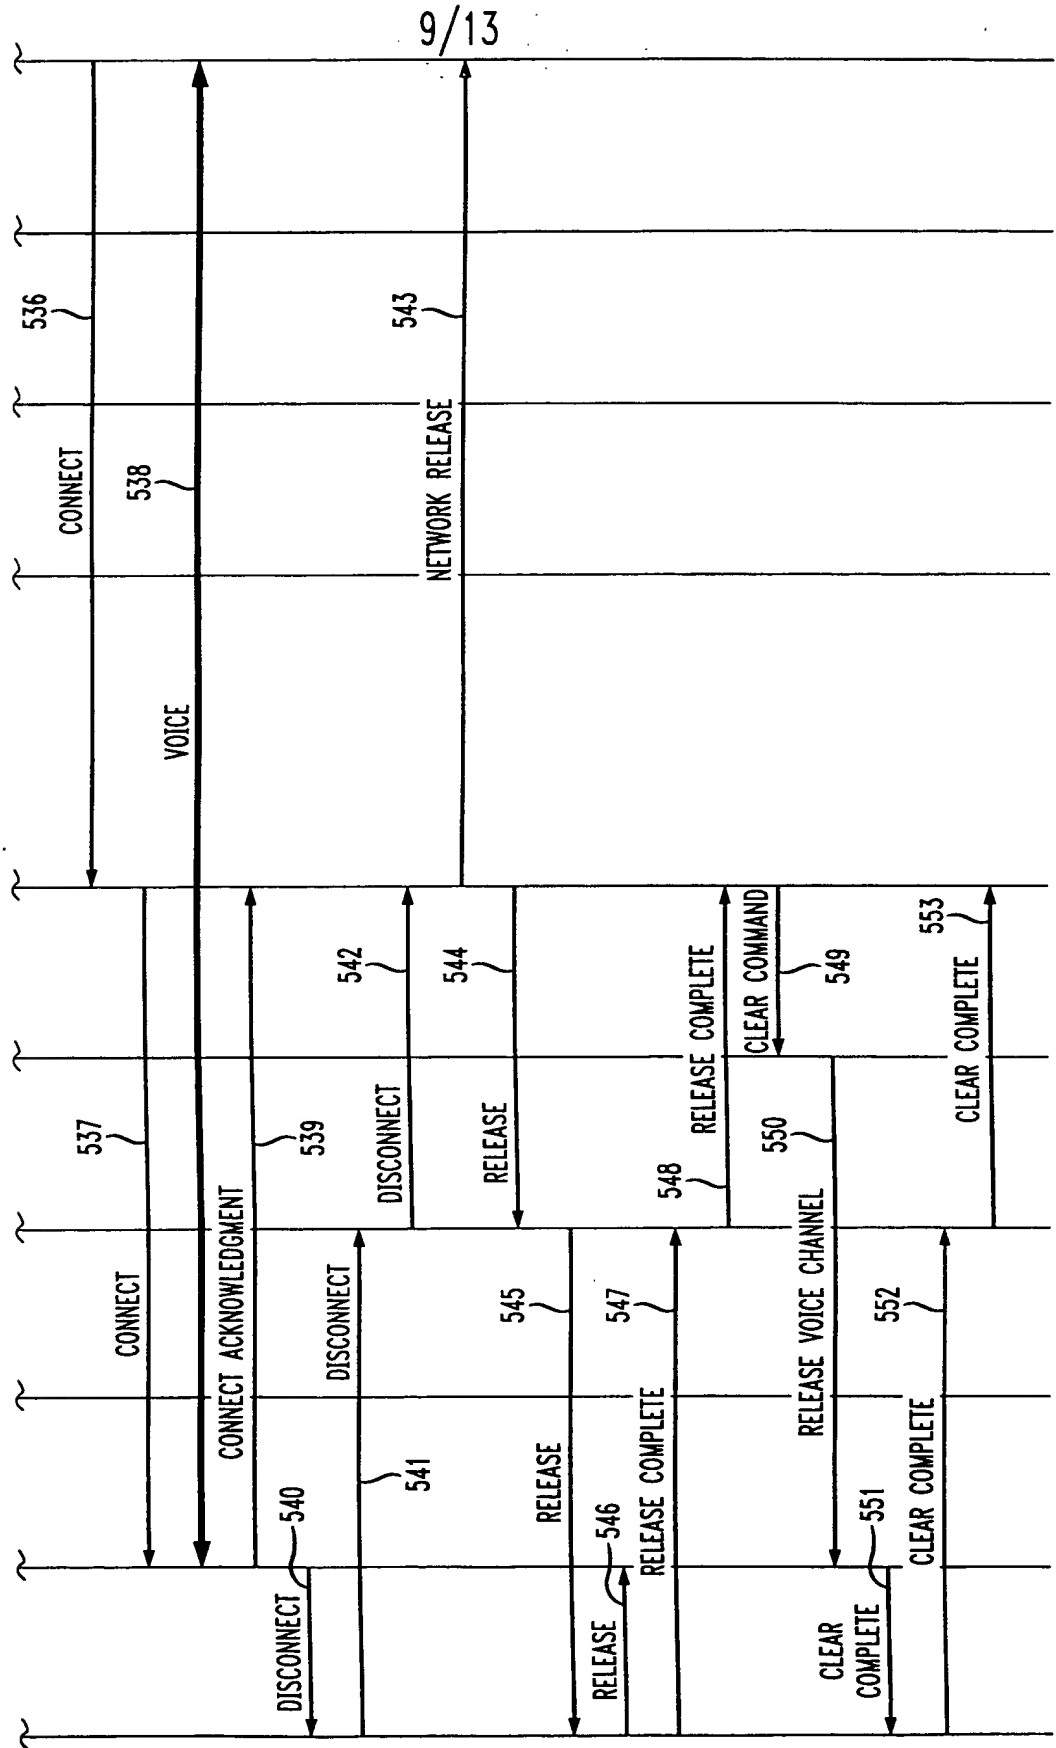 9/13
536
CONNECT
537
CONNECT
538
VOICE
539
CONNECT ACKNOWLEDGMENT
540
DISCONNECT
541
DISCONNECT
542
DISCONNECT
543
NETWORK RELEASE
544
RELEASE
545
RELEASE
546
RELEASE
547
RELEASE COMPLETE
548
RELEASE COMPLETE
CLEAR COMMAND
549
550
RELEASE VOICE CHANNEL
551
CLEAR
COMPLETE
552
CLEAR COMPLETE
553
CLEAR COMPLETE